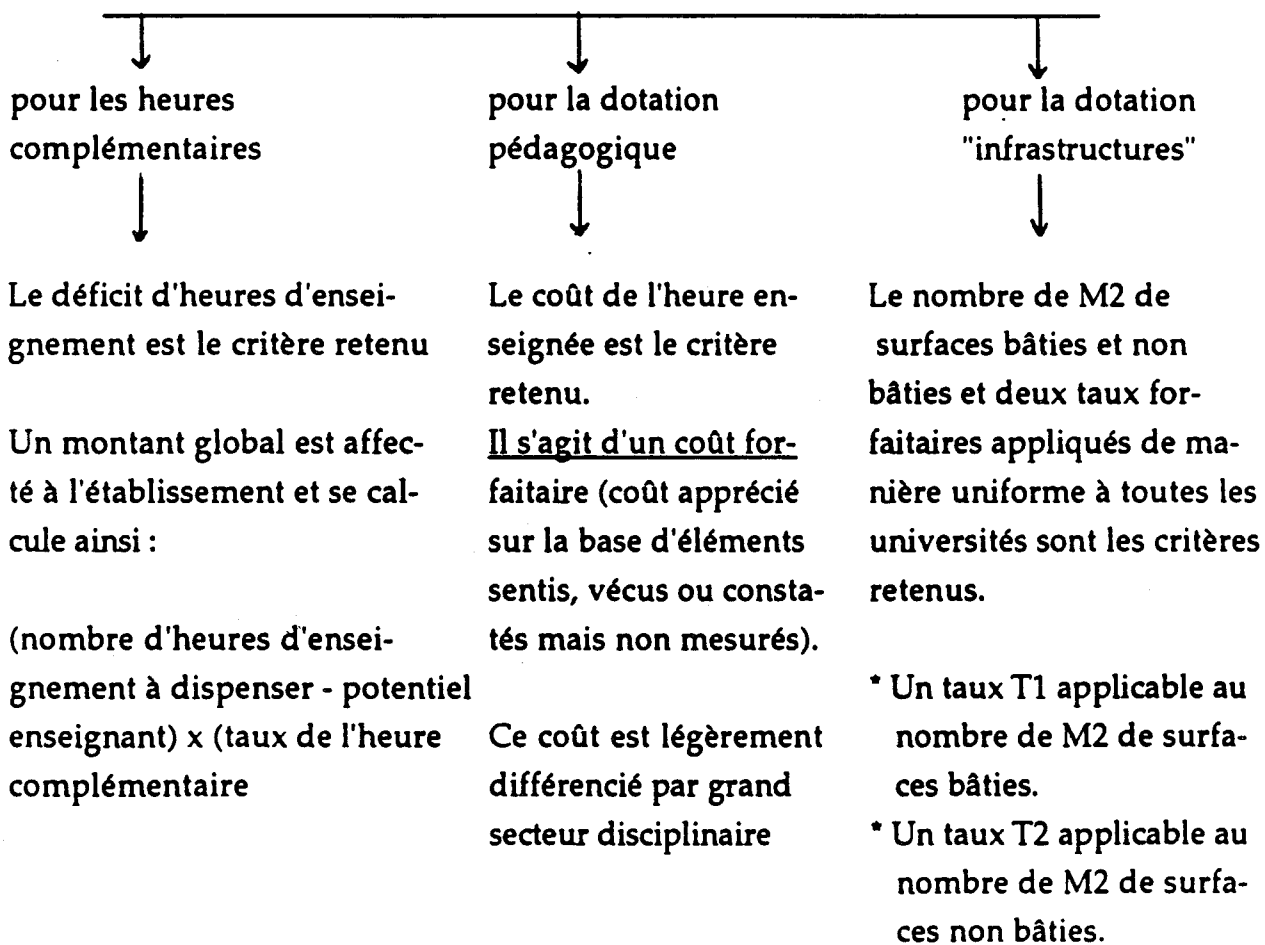 pour les heures
complémentaires
Le déficit d'heures d'ensei-
gnement est le critère retenu
Un montant global est affec-
té à l'établissement et se cal-
cule ainsi :
(nombre d'heures d'ensei-
gnement à dispenser - potentiel
enseignant) x (taux de l'heure
complémentaire
pour la dotation
pédagogique
Le coût de l'heure en-
seignée est le critère
retenu.
Il s'agit d'un coût for-
faitaire (coût apprécié
sur la base d'éléments
sentis, vécus ou consta-
tés mais non mesurés).
Ce coût est légèrement
différencié par grand
secteur disciplinaire
pour la dotation
"infrastructures"
Le nombre de M2 de
surfaces bâties et non
bâties et deux taux for-
faitaires appliqués de ma-
nière uniforme à toutes les
universités sont les critères
retenus.
* Un taux T1 applicable au
nombre de M2 de surfa-
ces bâties.
* Un taux T2 applicable au
nombre de M2 de surfa-
ces non bâties.